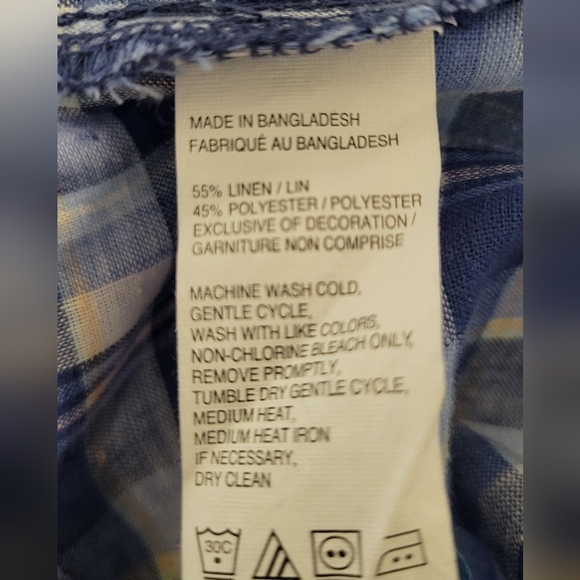 MADE IN BANGLADESH
FABRIQUÉ AU BANGLADESH
55% LINEN / LIN
45% POLYESTER / POLYESTER
EXCLUSIVE OF DECORATION /
GARNITURE NON COMPRISE
MACHINE WASH COLD,
GENTLE CYCLE,
WASH WITH LIKE COLORS,
NON-CHLORINE BLEACH ONLY,
REMOVE PROMPTLY,
TUMBLE DRY GENTLE CYCLE,
MEDIUM HEAT,
MEDIUM HEAT IRON
IF NECESSARY,
DRY CLEAN
30C